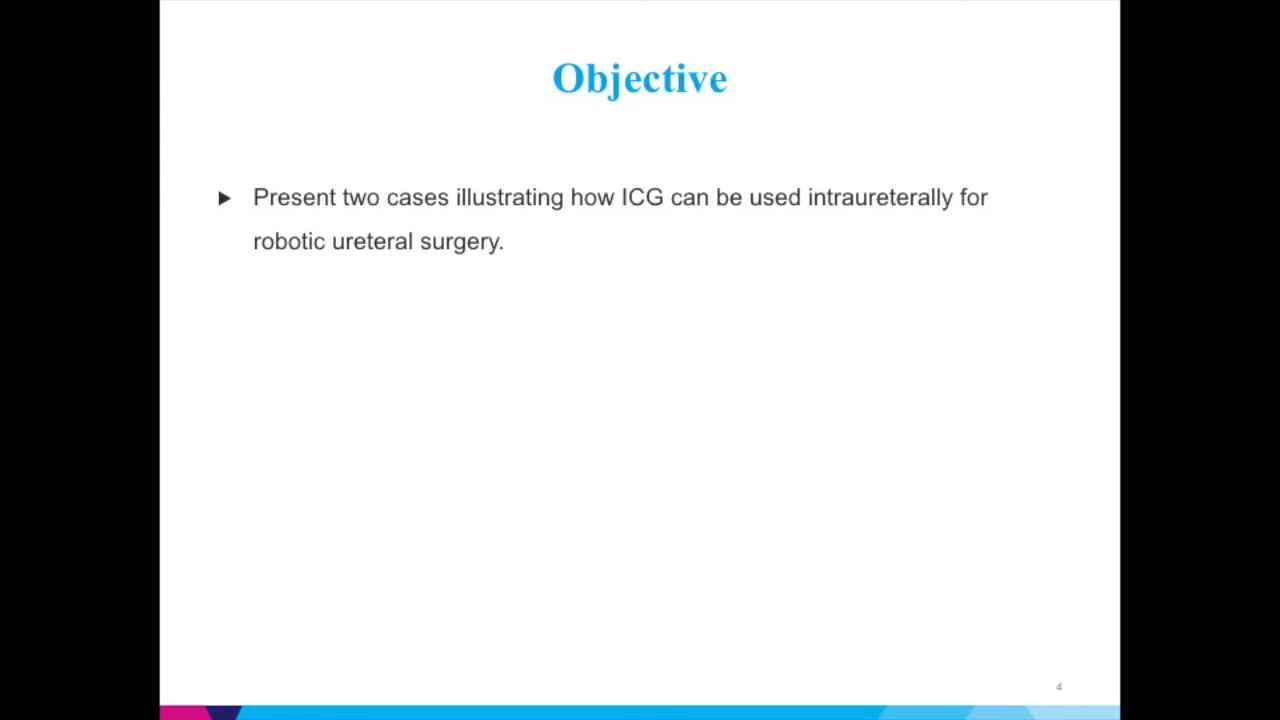 Objective
▶ Present two cases illustrating how ICG can be used intraureterally for
robotic ureteral surgery.
4